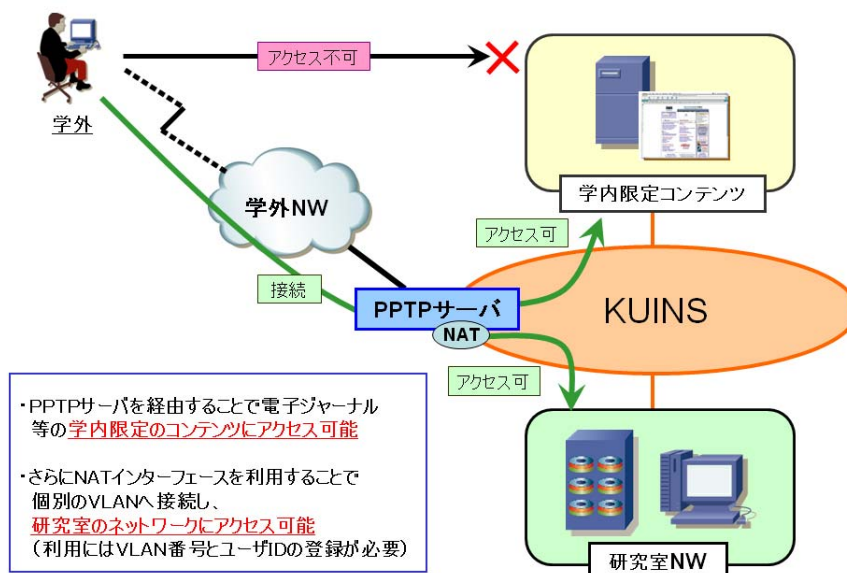 アクセス不可
学外
学内限定コンテンツ
学外NW
アクセス可
接続
PPTPサーバ
NAT
KUINS
アクセス可
・PPTPサーバを経由することで電子ジャーナル
等の学内限定のコンテンツにアクセス可能
・さらにNATインターフェースを利用することで
個別のVLANへ接続し、
研究室のネットワークにアクセス可能
（利用にはVLAN番号とユーザIDの登録が必要）
研究室NW